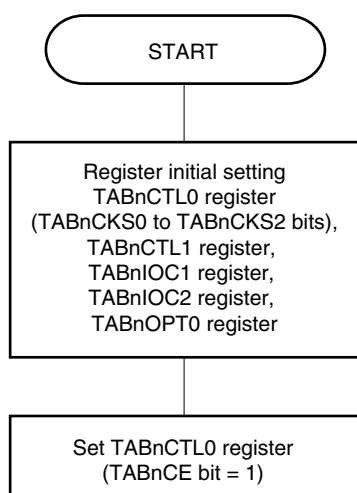 START
Register initial setting
TABnCTL0 register
(TABnCKS0 to TABnCKS2 bits),
TABnCTL1 register,
TABnIOC1 register,
TABnIOC2 register,
TABnOPT0 register
Set TABnCTL0 register
(TABnCE bit = 1)